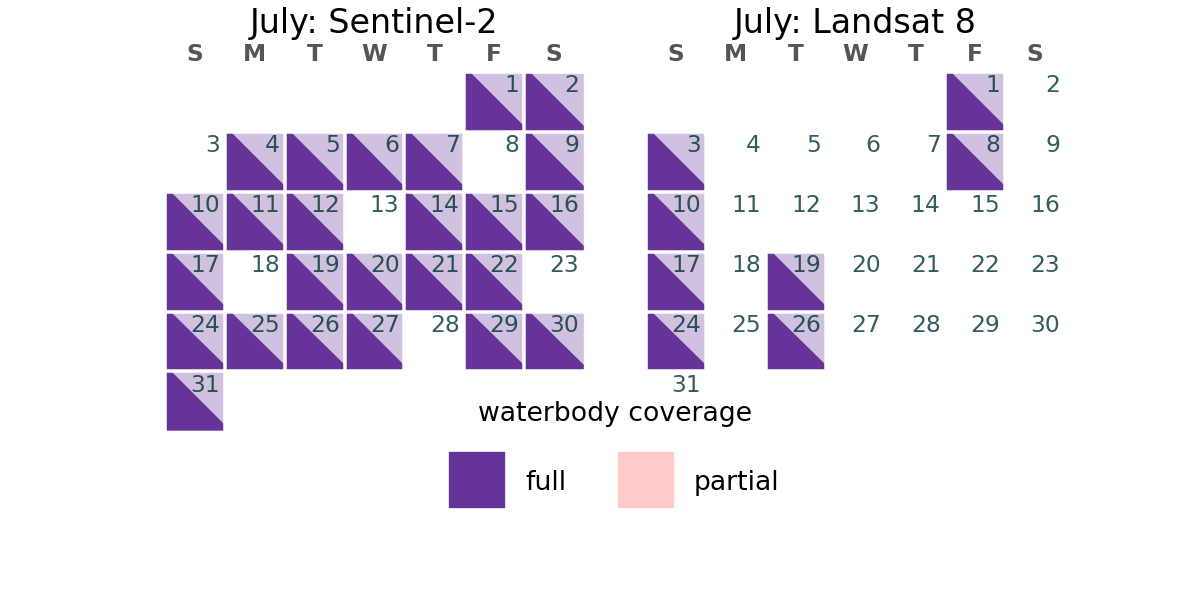 July: Sentinel-2
S M T W T F S
1 2
3 4 5 6 7 8 9
10 11 12 13 14 15 16
17 18 19 20 21 22 23
24 25 26 27 28 29 30
31
July: Landsat 8
S M T W T F S
1 2
3 4 5 6 7 8 9
10 11 12 13 14 15 16
17 18 19 20 21 22 23
24 25 26 27 28 29 30
31
waterbody coverage
full partial